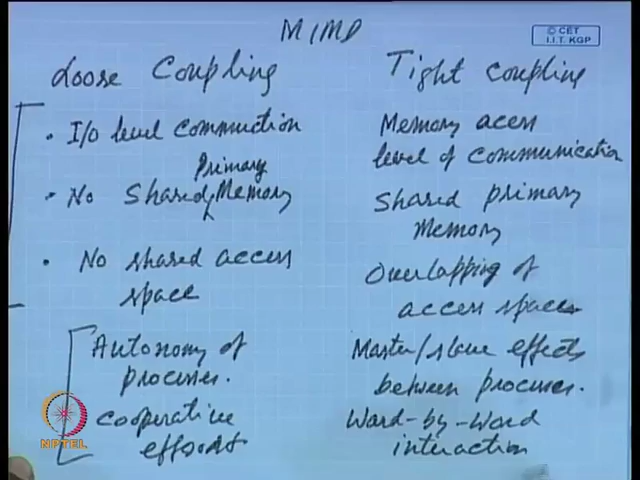 MIMD
© CET
I.I.T. KGP
Loose Coupling
Tight coupling
• I/O level Commuction
Memory acess
level of communication
Primary
• No Shared Memory
Shared primary
Memory
• No shared access
space
Overlapping of
access spaces
Autonomy of
processes.
Master/slave effects
between processes.
Cooperative
efforts
Word-by-Word
interaction
NPTEL